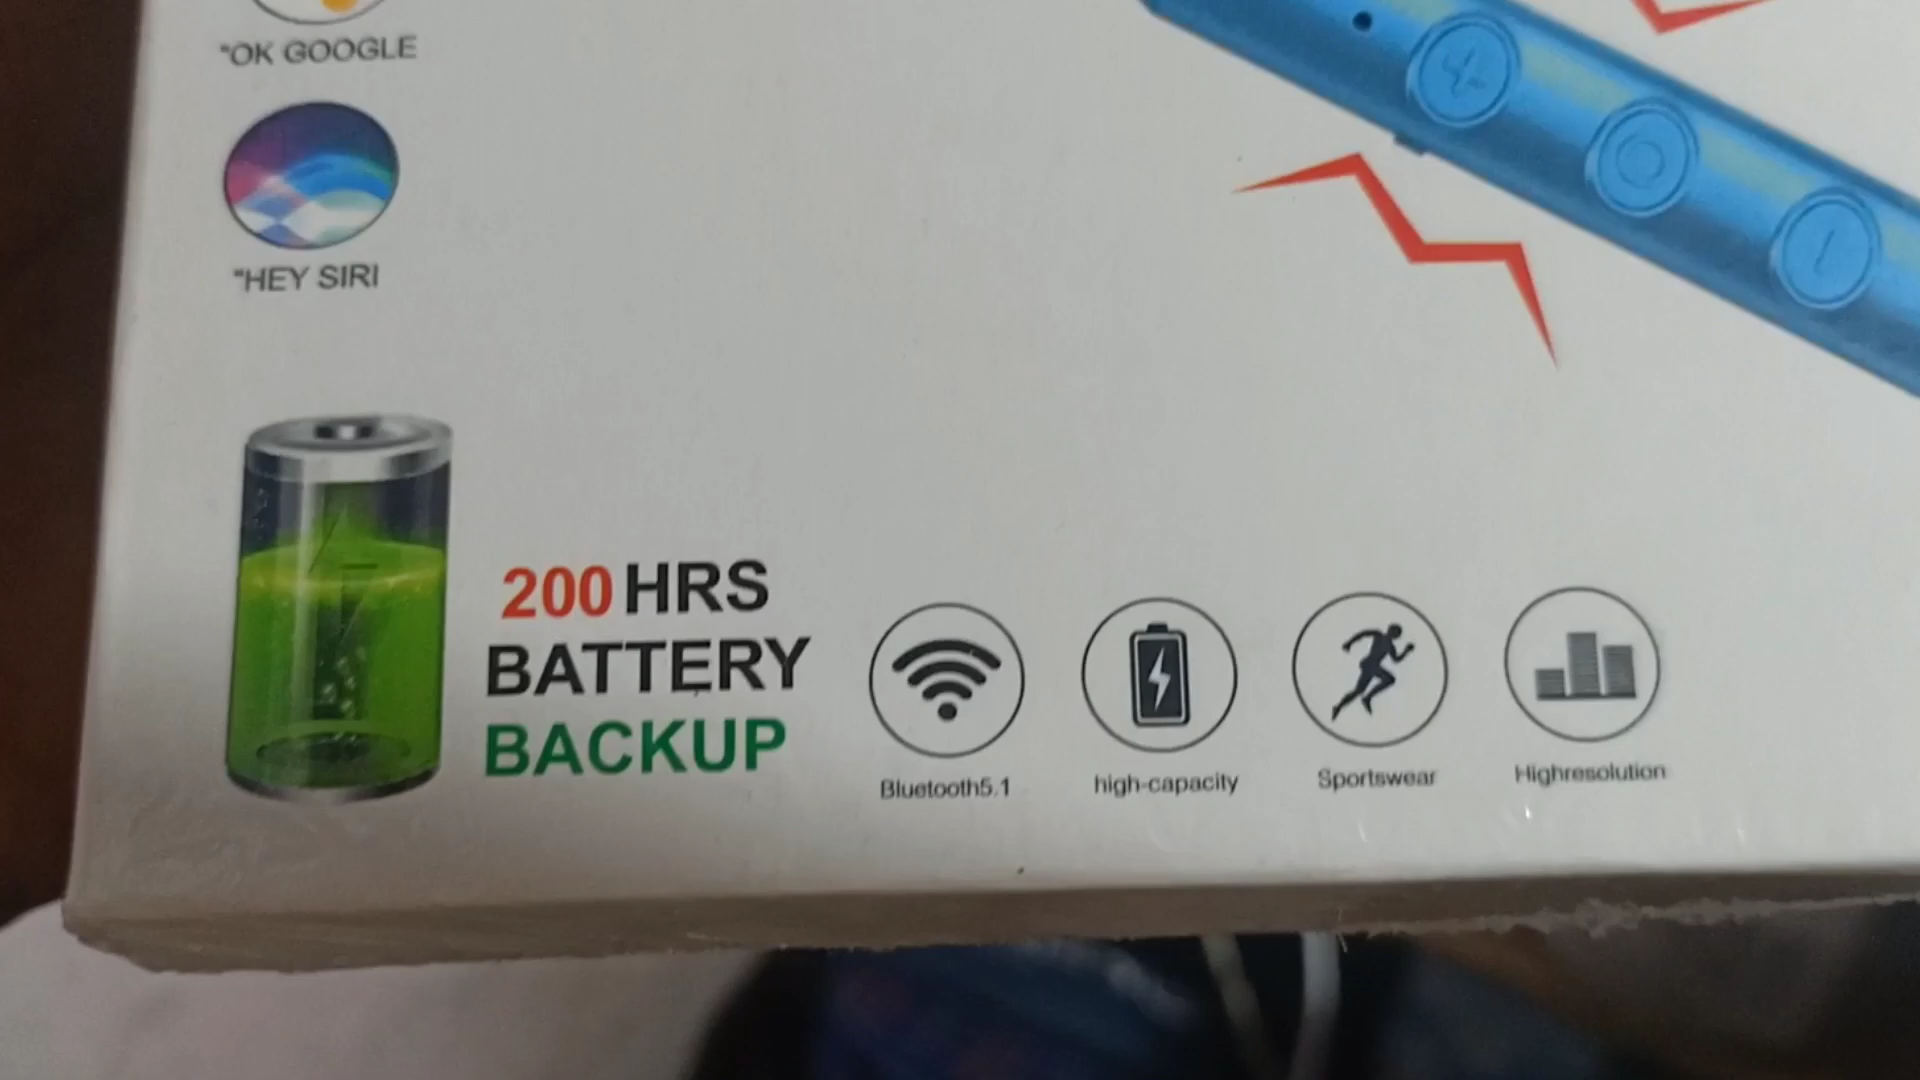 "OK GOOGLE
"HEY SIRI
200 HRS
BATTERY
BACKUP
Bluetooth5.1
high-capacity
Sportswear
Highresolution